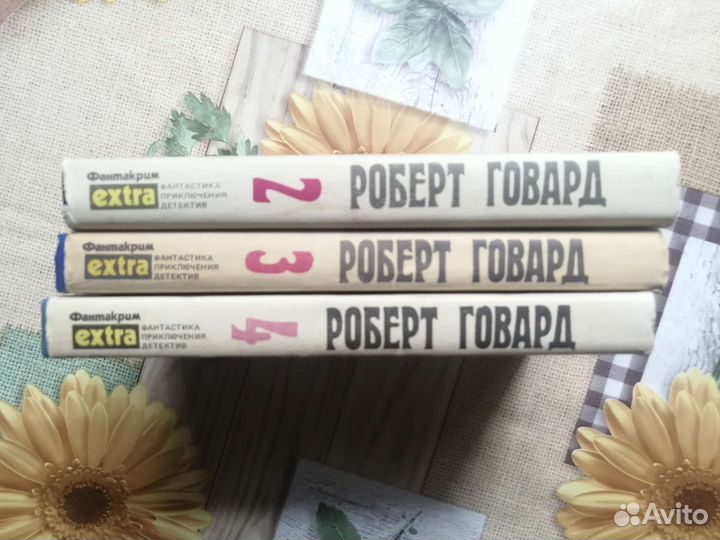 Фантакрим
extra
ФАНТАСТИКА
ПРИКЛЮЧЕНИЯ
ДЕТЕКТИВ
2
РОБЕРТ ГОВАРД
Фантакрим
extra
ФАНТАСТИКА
ПРИКЛЮЧЕНИЯ
ДЕТЕКТИВ
3
РОБЕРТ ГОВАРД
Фантакрим
extra
ФАНТАСТИКА
ПРИКЛЮЧЕНИЯ
ДЕТЕКТИВ
4
РОБЕРТ ГОВАРД
Avito